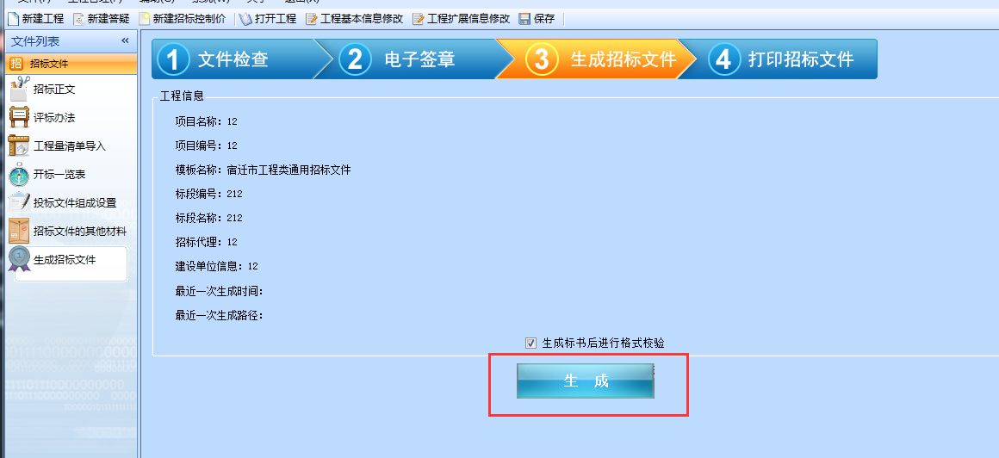 新建工程 新建答疑 新建招标控制价 打开工程 工程基本信息修改 工程扩展信息修改 保存
文件列表 «
招 招标文件
招标正文
评标办法
工程量清单导入
开标一览表
投标文件组成设置
招标文件的其他材料
生成招标文件
1 文件检查 2 电子签章 3 生成招标文件 4 打印招标文件
工程信息
项目名称: 12
项目编号: 12
模板名称: 宿迁市工程类通用招标文件
标段编号: 212
标段名称: 212
招标代理: 12
建设单位信息: 12
最近一次生成时间:
最近一次生成路径:
生成标书后进行格式校验
生 成